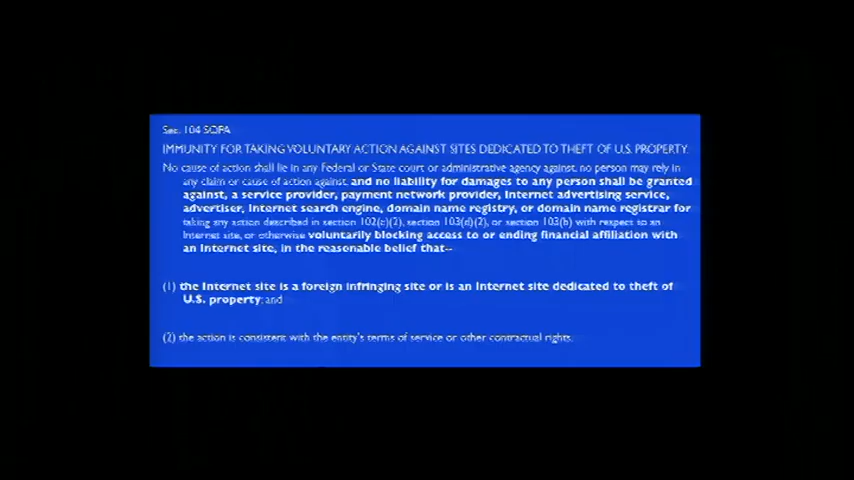 Sec. 104 SOPA
IMMUNITY FOR TAKING VOLUNTARY ACTION AGAINST SITES DEDICATED TO THEFT OF U.S. PROPERTY.
No cause of action shall lie in any Federal or State court or administrative agency against, no person may rely in
any claim or cause of action against, and no liability for damages to any person shall be granted
against, a service provider, payment network provider, Internet advertising service,
advertiser, Internet search engine, domain name registry, or domain name registrar for
taking any action described in section 102(c)(2), section 103(d)(2), or section 103(b) with respect to an
Internet site, or otherwise voluntarily blocking access to or ending financial affiliation with
an Internet site, in the reasonable belief that--
(1) the Internet site is a foreign infringing site or is an Internet site dedicated to theft of
U.S. property; and
(2) the action is consistent with the entity's terms of service or other contractual rights.